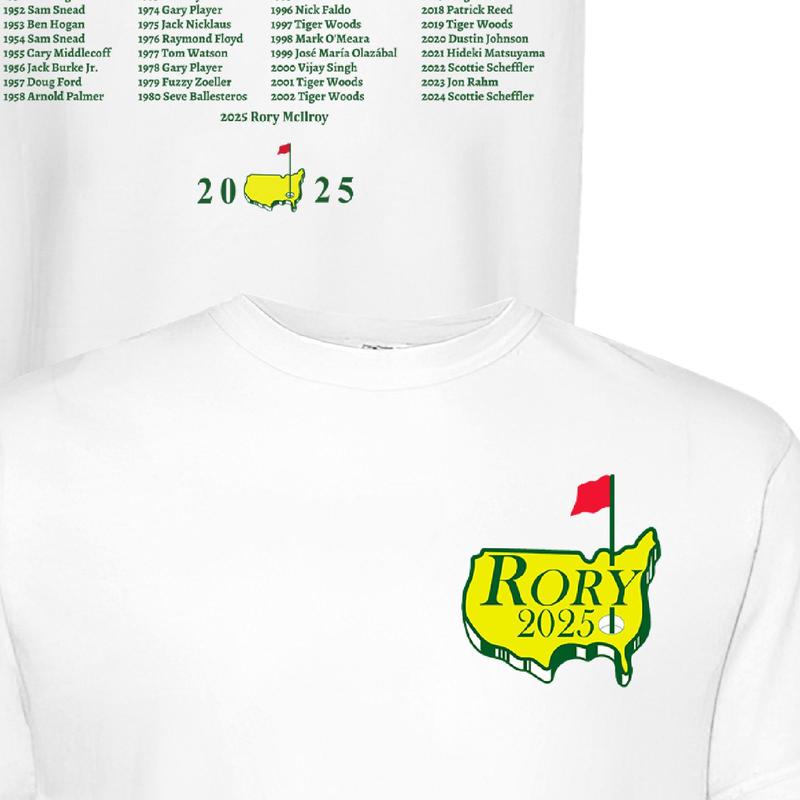 1952 Sam Snead 1974 Gary Player 1996 Nick Faldo 2018 Patrick Reed
1953 Ben Hogan 1975 Jack Nicklaus 1997 Tiger Woods 2019 Tiger Woods
1954 Sam Snead 1976 Raymond Floyd 1998 Mark O'Meara 2020 Dustin Johnson
1955 Cary Middlecoff 1977 Tom Watson 1999 José María Olazábal 2021 Hideki Matsuyama
1956 Jack Burke Jr. 1978 Gary Player 2000 Vijay Singh 2022 Scottie Scheffler
1957 Doug Ford 1979 Fuzzy Zoeller 2001 Tiger Woods 2023 Jon Rahm
1958 Arnold Palmer 1980 Seve Ballesteros 2002 Tiger Woods 2024 Scottie Scheffler
2025 Rory McIlroy
2025
RORY
2025